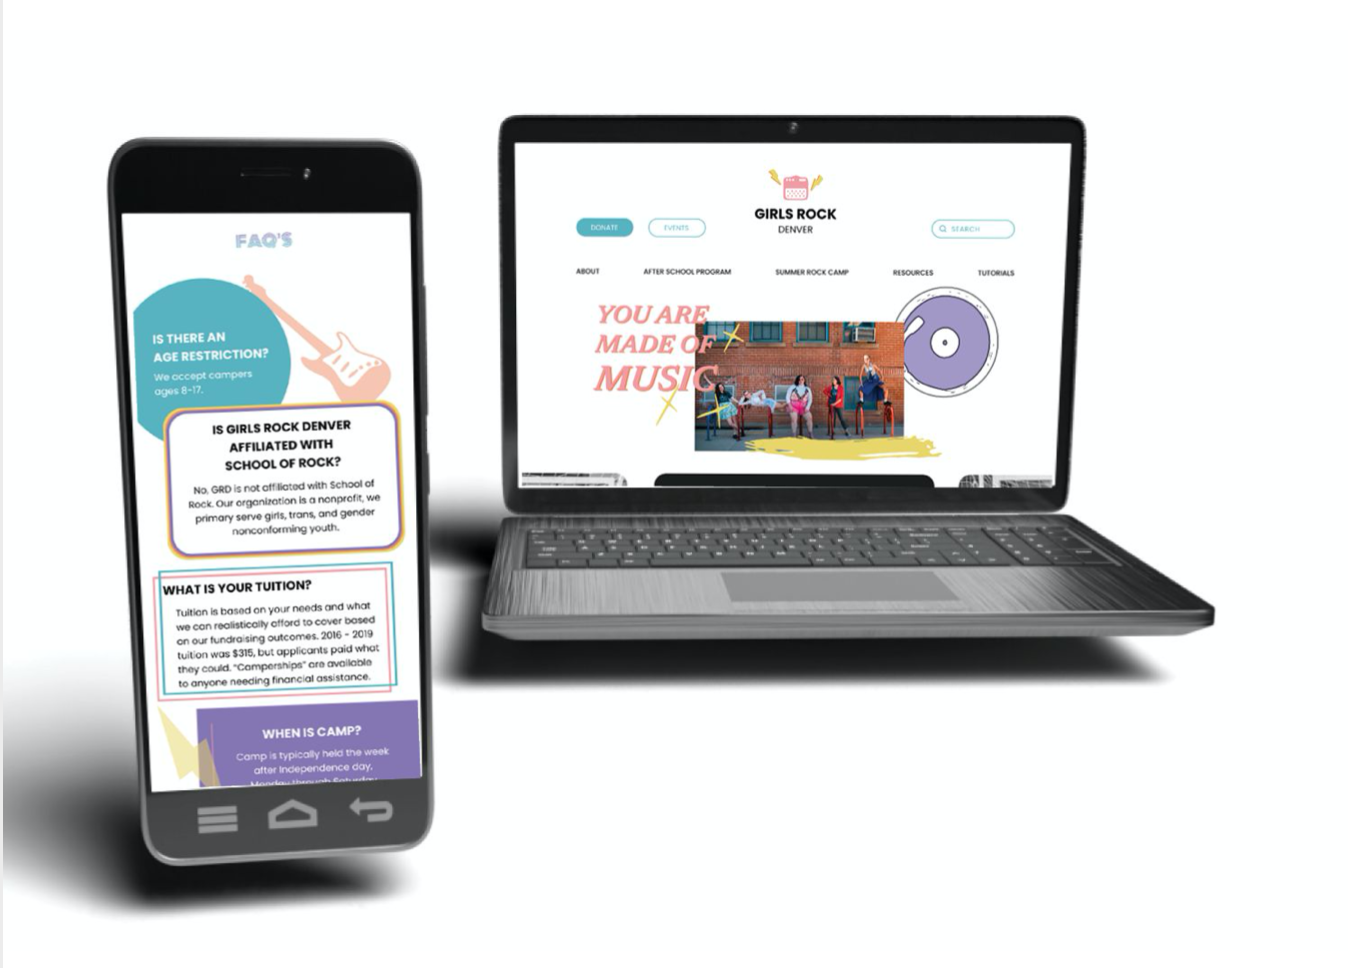 FAQ'S
IS THERE AN
AGE RESTRICTION?
We accept campers
ages 8-17.
IS GIRLS ROCK DENVER
AFFILIATED WITH
SCHOOL OF ROCK?
No, GRD is not affiliated with School of
Rock. Our organization is a nonprofit, we
primary serve girls, trans, and gender
nonconforming youth.
WHAT IS YOUR TUITION?
Tuition is based on your needs and what
we can realistically afford to cover based
on our fundraising outcomes. 2016 - 2019
tuition was $315, but applicants paid what
they could. "Camperships" are available
to anyone needing financial assistance.
WHEN IS CAMP?
Camp is typically held the week
after Independence day,
Monday through Saturday
GIRLS ROCK
DENVER
DONATE
EVENTS
SEARCH
ABOUT
AFTER SCHOOL PROGRAM
SUMMER ROCK CAMP
RESOURCES
TUTORIALS
YOU ARE
MADE OF
MUSIC